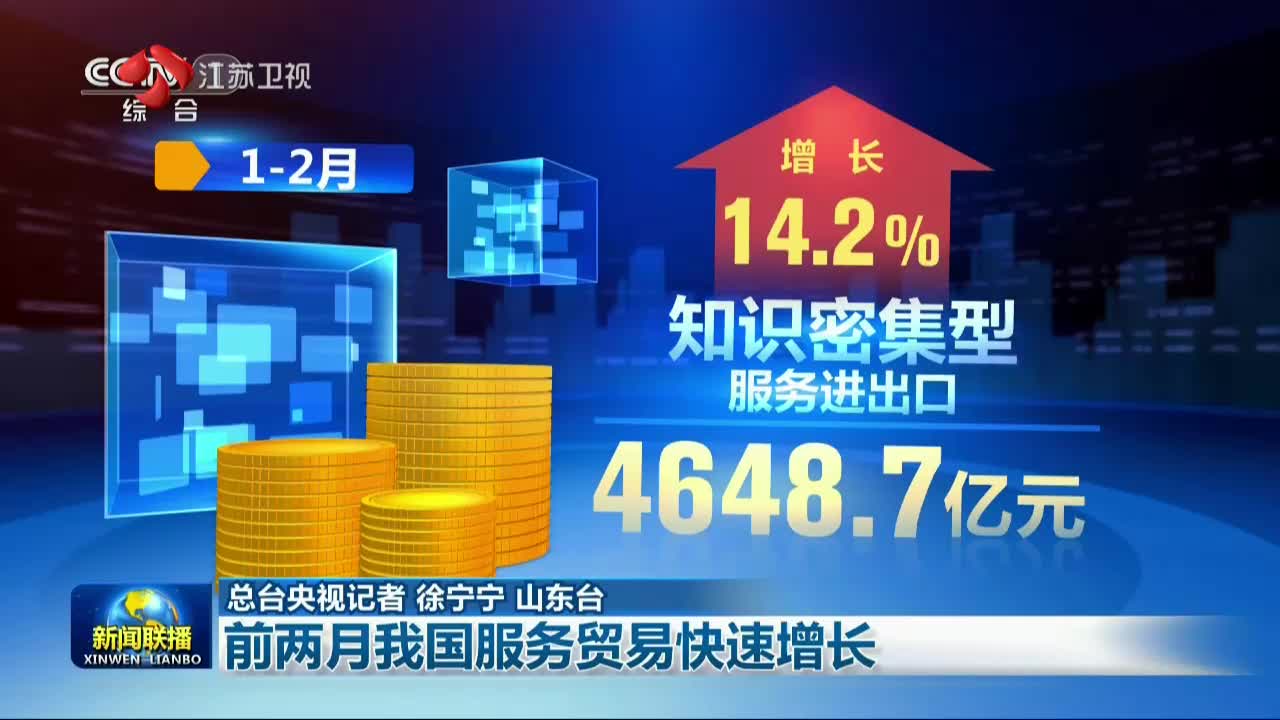 CCTV 江苏卫视
综合
1-2月
增长
14.2%
知识密集型
服务进出口
4648.7亿元
总台央视记者 徐宁宁 山东台
新闻联播
XINWEN LIANBO
前两月我国服务贸易快速增长